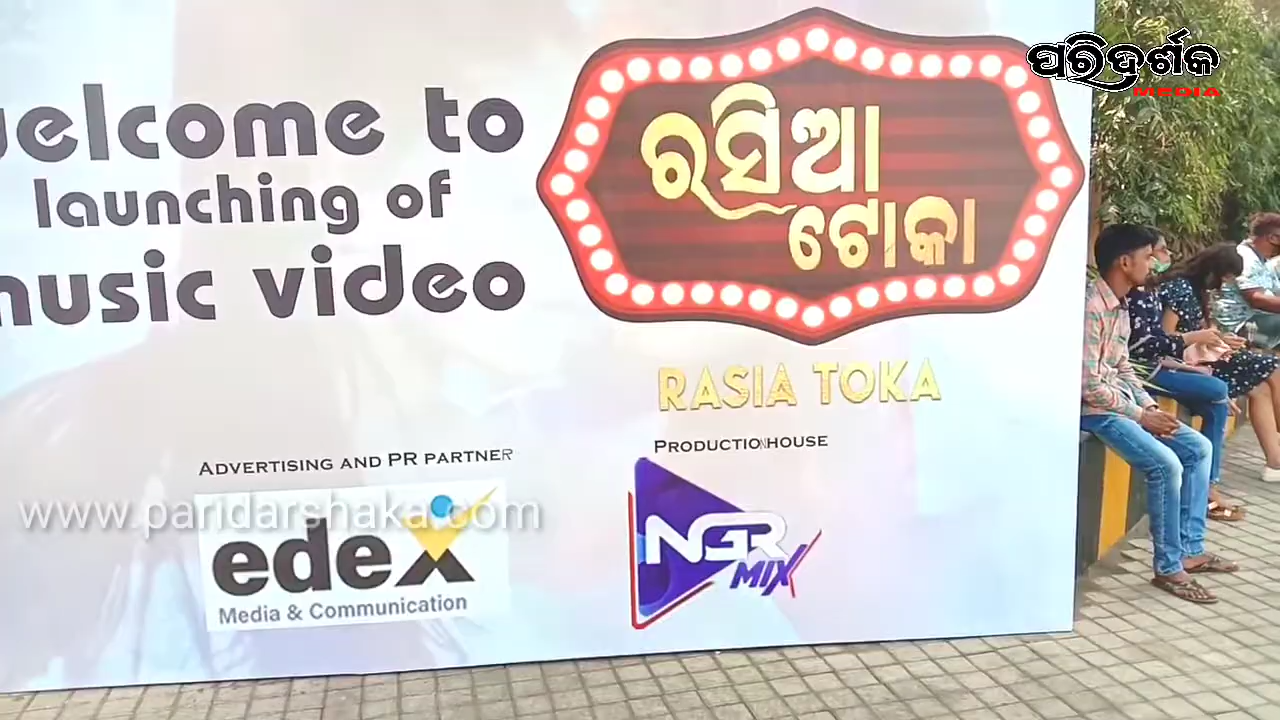 welcome to
launching of
music video
ରସିଆ
ଟୋକା
RASIA TOKA
ADVERTISING AND PR PARTNER
edex
Media & Communication
PRODUCTION HOUSE
NGR
MIX
ପରିଦର୍ଶକ
MEDIA
www.paridarshaka.com